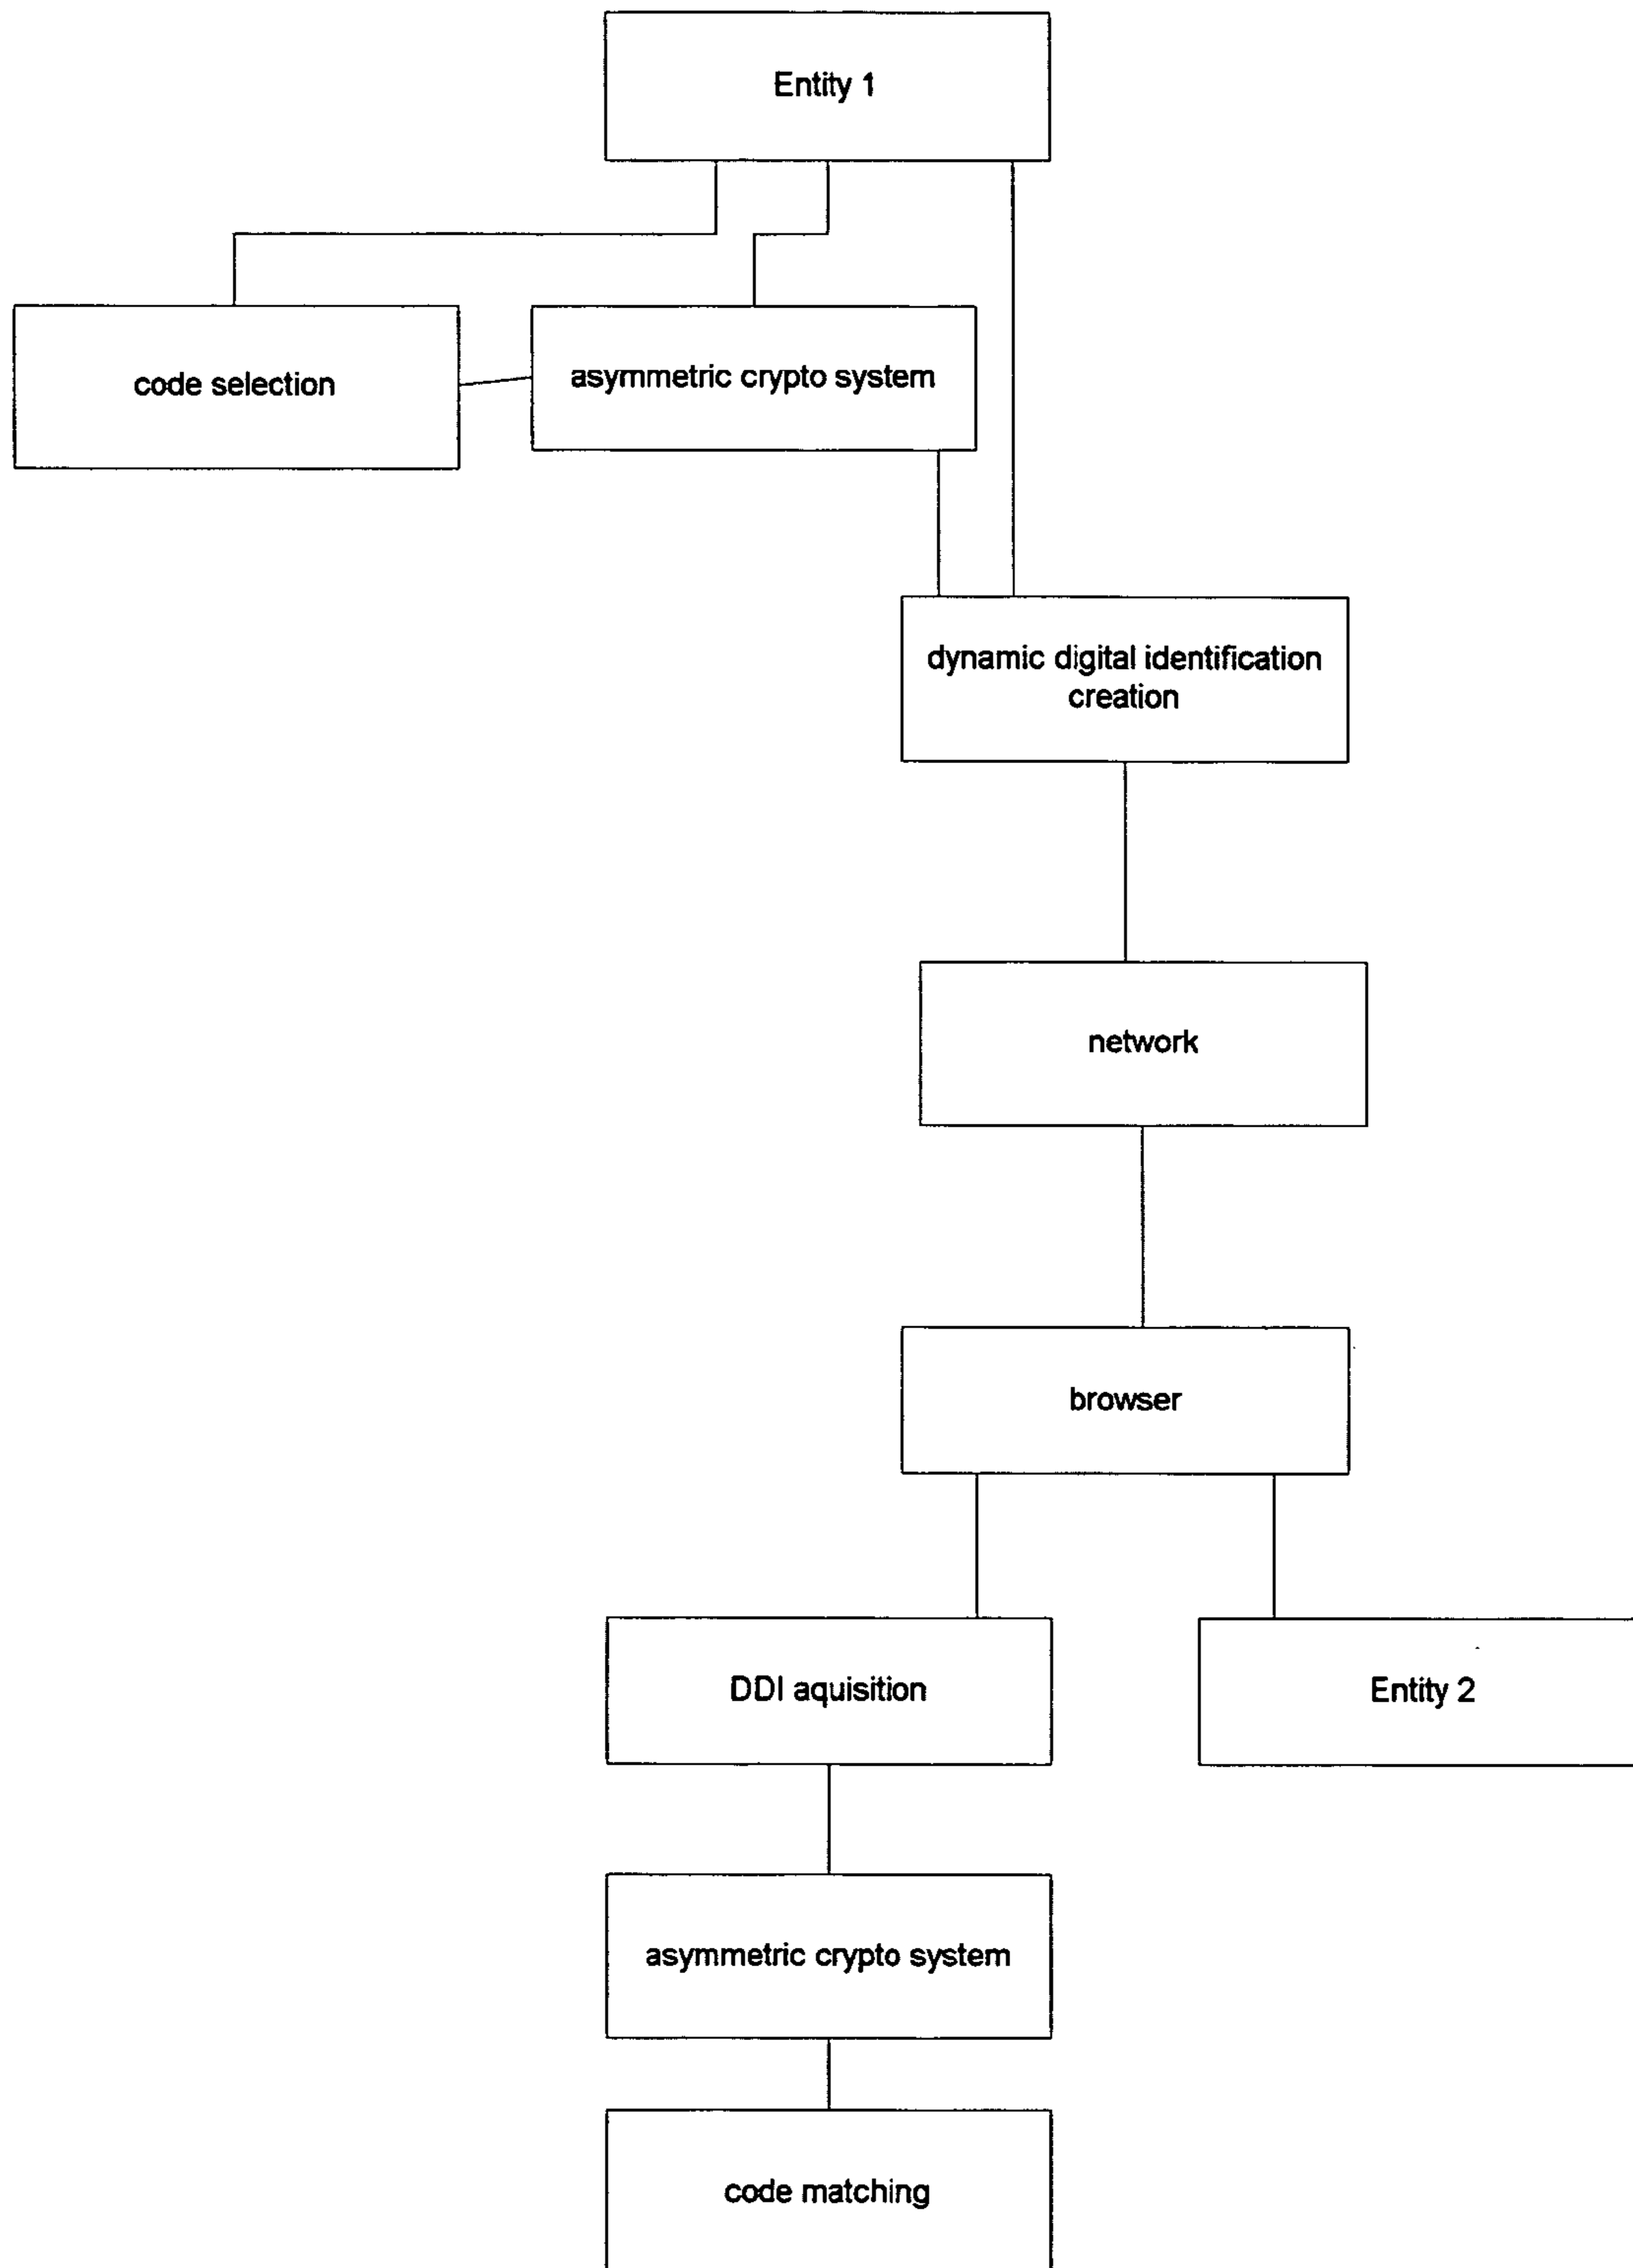 Entity 1
code selection
asymmetric crypto system
dynamic digital identification
creation
network
browser
DDI aquisition
Entity 2
asymmetric crypto system
code matching